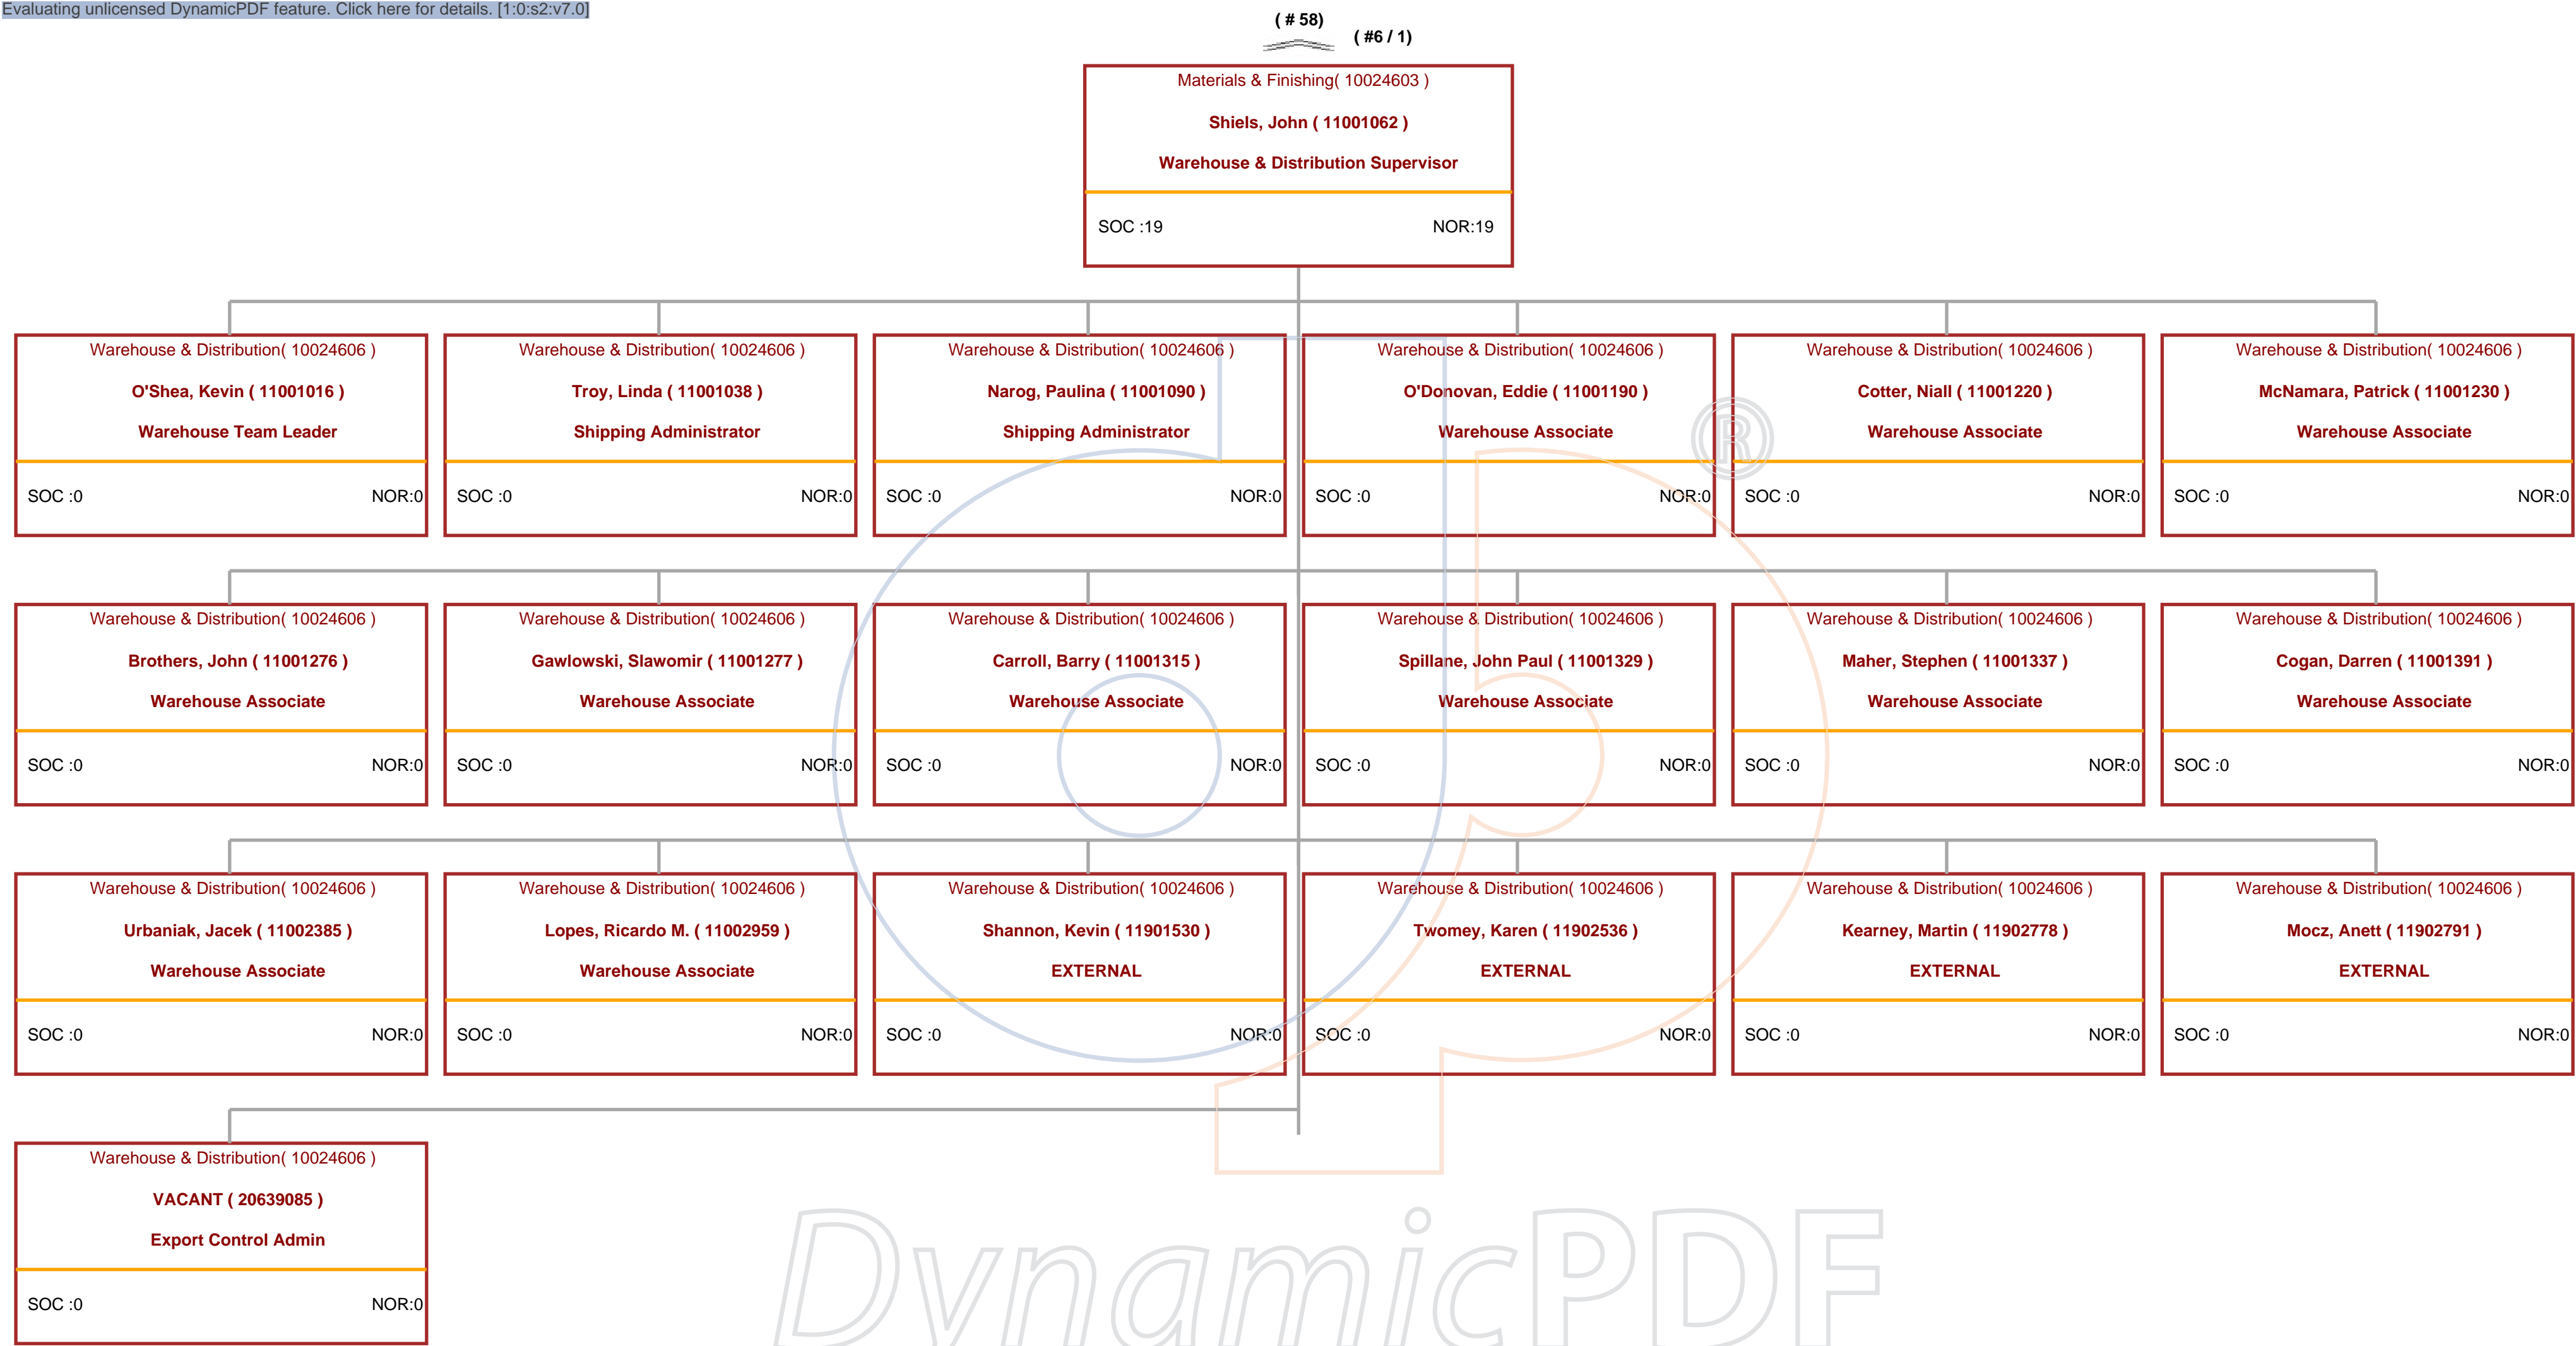 Evaluating unlicensed DynamicPDF feature. Click here for details. [1:0:s2:v7.0]
( # 58)
( #6 / 1)
Materials & Finishing( 10024603 )
Shiels, John ( 11001062 )
Warehouse & Distribution Supervisor
SOC :19 NOR:19
Warehouse & Distribution( 10024606 )
O'Shea, Kevin ( 11001016 )
Warehouse Team Leader
SOC :0 NOR:0
Warehouse & Distribution( 10024606 )
Troy, Linda ( 11001038 )
Shipping Administrator
SOC :0 NOR:0
Warehouse & Distribution( 10024606 )
Narog, Paulina ( 11001090 )
Shipping Administrator
SOC :0 NOR:0
Warehouse & Distribution( 10024606 )
O'Donovan, Eddie ( 11001190 )
Warehouse Associate
SOC :0 NOR:0
Warehouse & Distribution( 10024606 )
Cotter, Niall ( 11001220 )
Warehouse Associate
SOC :0 NOR:0
Warehouse & Distribution( 10024606 )
McNamara, Patrick ( 11001230 )
Warehouse Associate
SOC :0 NOR:0
Warehouse & Distribution( 10024606 )
Brothers, John ( 11001276 )
Warehouse Associate
SOC :0 NOR:0
Warehouse & Distribution( 10024606 )
Gawlowski, Slawomir ( 11001277 )
Warehouse Associate
SOC :0 NOR:0
Warehouse & Distribution( 10024606 )
Carroll, Barry ( 11001315 )
Warehouse Associate
SOC :0 NOR:0
Warehouse & Distribution( 10024606 )
Spillane, John Paul ( 11001329 )
Warehouse Associate
SOC :0 NOR:0
Warehouse & Distribution( 10024606 )
Maher, Stephen ( 11001337 )
Warehouse Associate
SOC :0 NOR:0
Warehouse & Distribution( 10024606 )
Cogan, Darren ( 11001391 )
Warehouse Associate
SOC :0 NOR:0
Warehouse & Distribution( 10024606 )
Urbaniak, Jacek ( 11002385 )
Warehouse Associate
SOC :0 NOR:0
Warehouse & Distribution( 10024606 )
Lopes, Ricardo M. ( 11002959 )
Warehouse Associate
SOC :0 NOR:0
Warehouse & Distribution( 10024606 )
Shannon, Kevin ( 11901530 )
EXTERNAL
SOC :0 NOR:0
Warehouse & Distribution( 10024606 )
Twomey, Karen ( 11902536 )
EXTERNAL
SOC :0 NOR:0
Warehouse & Distribution( 10024606 )
Kearney, Martin ( 11902778 )
EXTERNAL
SOC :0 NOR:0
Warehouse & Distribution( 10024606 )
Mocz, Anett ( 11902791 )
EXTERNAL
SOC :0 NOR:0
Warehouse & Distribution( 10024606 )
VACANT ( 20639085 )
Export Control Admin
SOC :0 NOR:0
®
DynamicPDF